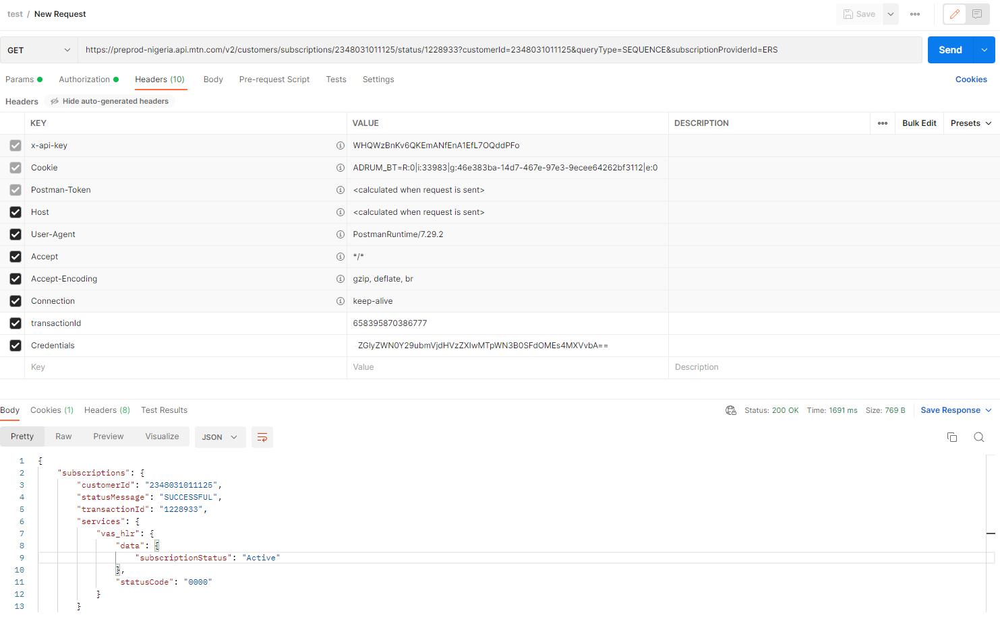 test / New Request
Save
GET
https://preprod-nigeria.api.mtn.com/v2/customers/subscriptions/2348031011125/status/1228933?customerId=2348031011125&queryType=SEQUENCE&subscriptionProviderId=ERS
Send
Params Authorization Headers (10) Body Pre-request Script Tests Settings Cookies
Headers Hide auto-generated headers
KEY VALUE DESCRIPTION Bulk Edit Presets
x-api-key WHQWzBnKv6QKEmANfEnA1EfL7OQddPFo
Cookie ADRUM_BT=R:0|i:33983|g:46e383ba-14d7-467e-97e3-9ecee64262bf3112|e:0
Postman-Token <calculated when request is sent>
Host <calculated when request is sent>
User-Agent PostmanRuntime/7.29.2
Accept */*
Accept-Encoding gzip, deflate, br
Connection keep-alive
transactionId 658395870386777
Credentials ZGlyZWN0Y29ubmVjdHVzZXIwMTpWN3B0SFdOMEs4MXVvbA==
Key Value Description
Body Cookies (1) Headers (8) Test Results Status: 200 OK Time: 1691 ms Size: 769 B Save Response
Pretty Raw Preview Visualize JSON
1 {
2 "subscriptions": {
3 "customerId": "2348031011125",
4 "statusMessage": "SUCCESSFUL",
5 "transactionId": "1228933",
6 "services": {
7 "vas_hlr": {
8 "data": {
9 "subscriptionStatus": "Active"
10 },
11 "statusCode": "0000"
12 }
13 }